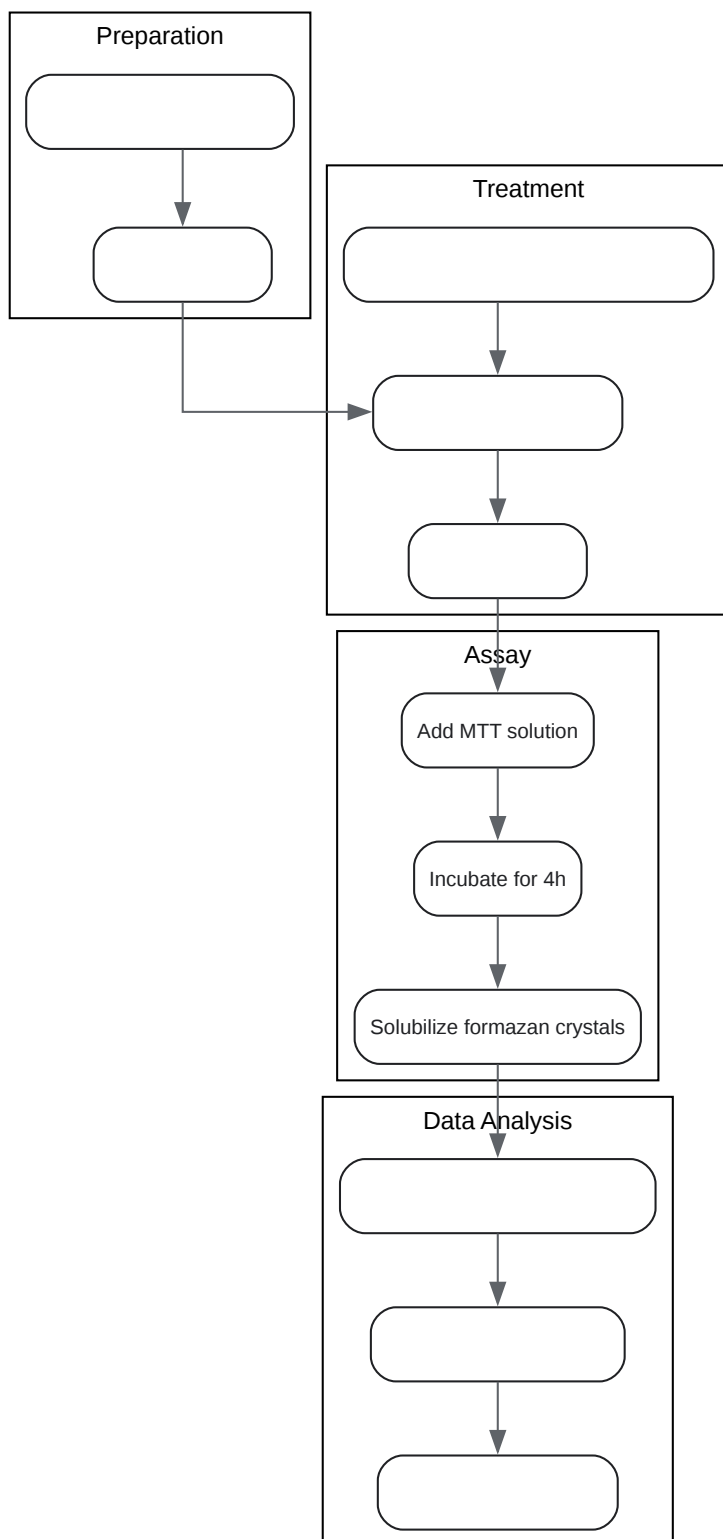 Preparation
Treatment
Assay
Add MTT solution
Incubate for 4h
Solubilize formazan crystals
Data Analysis